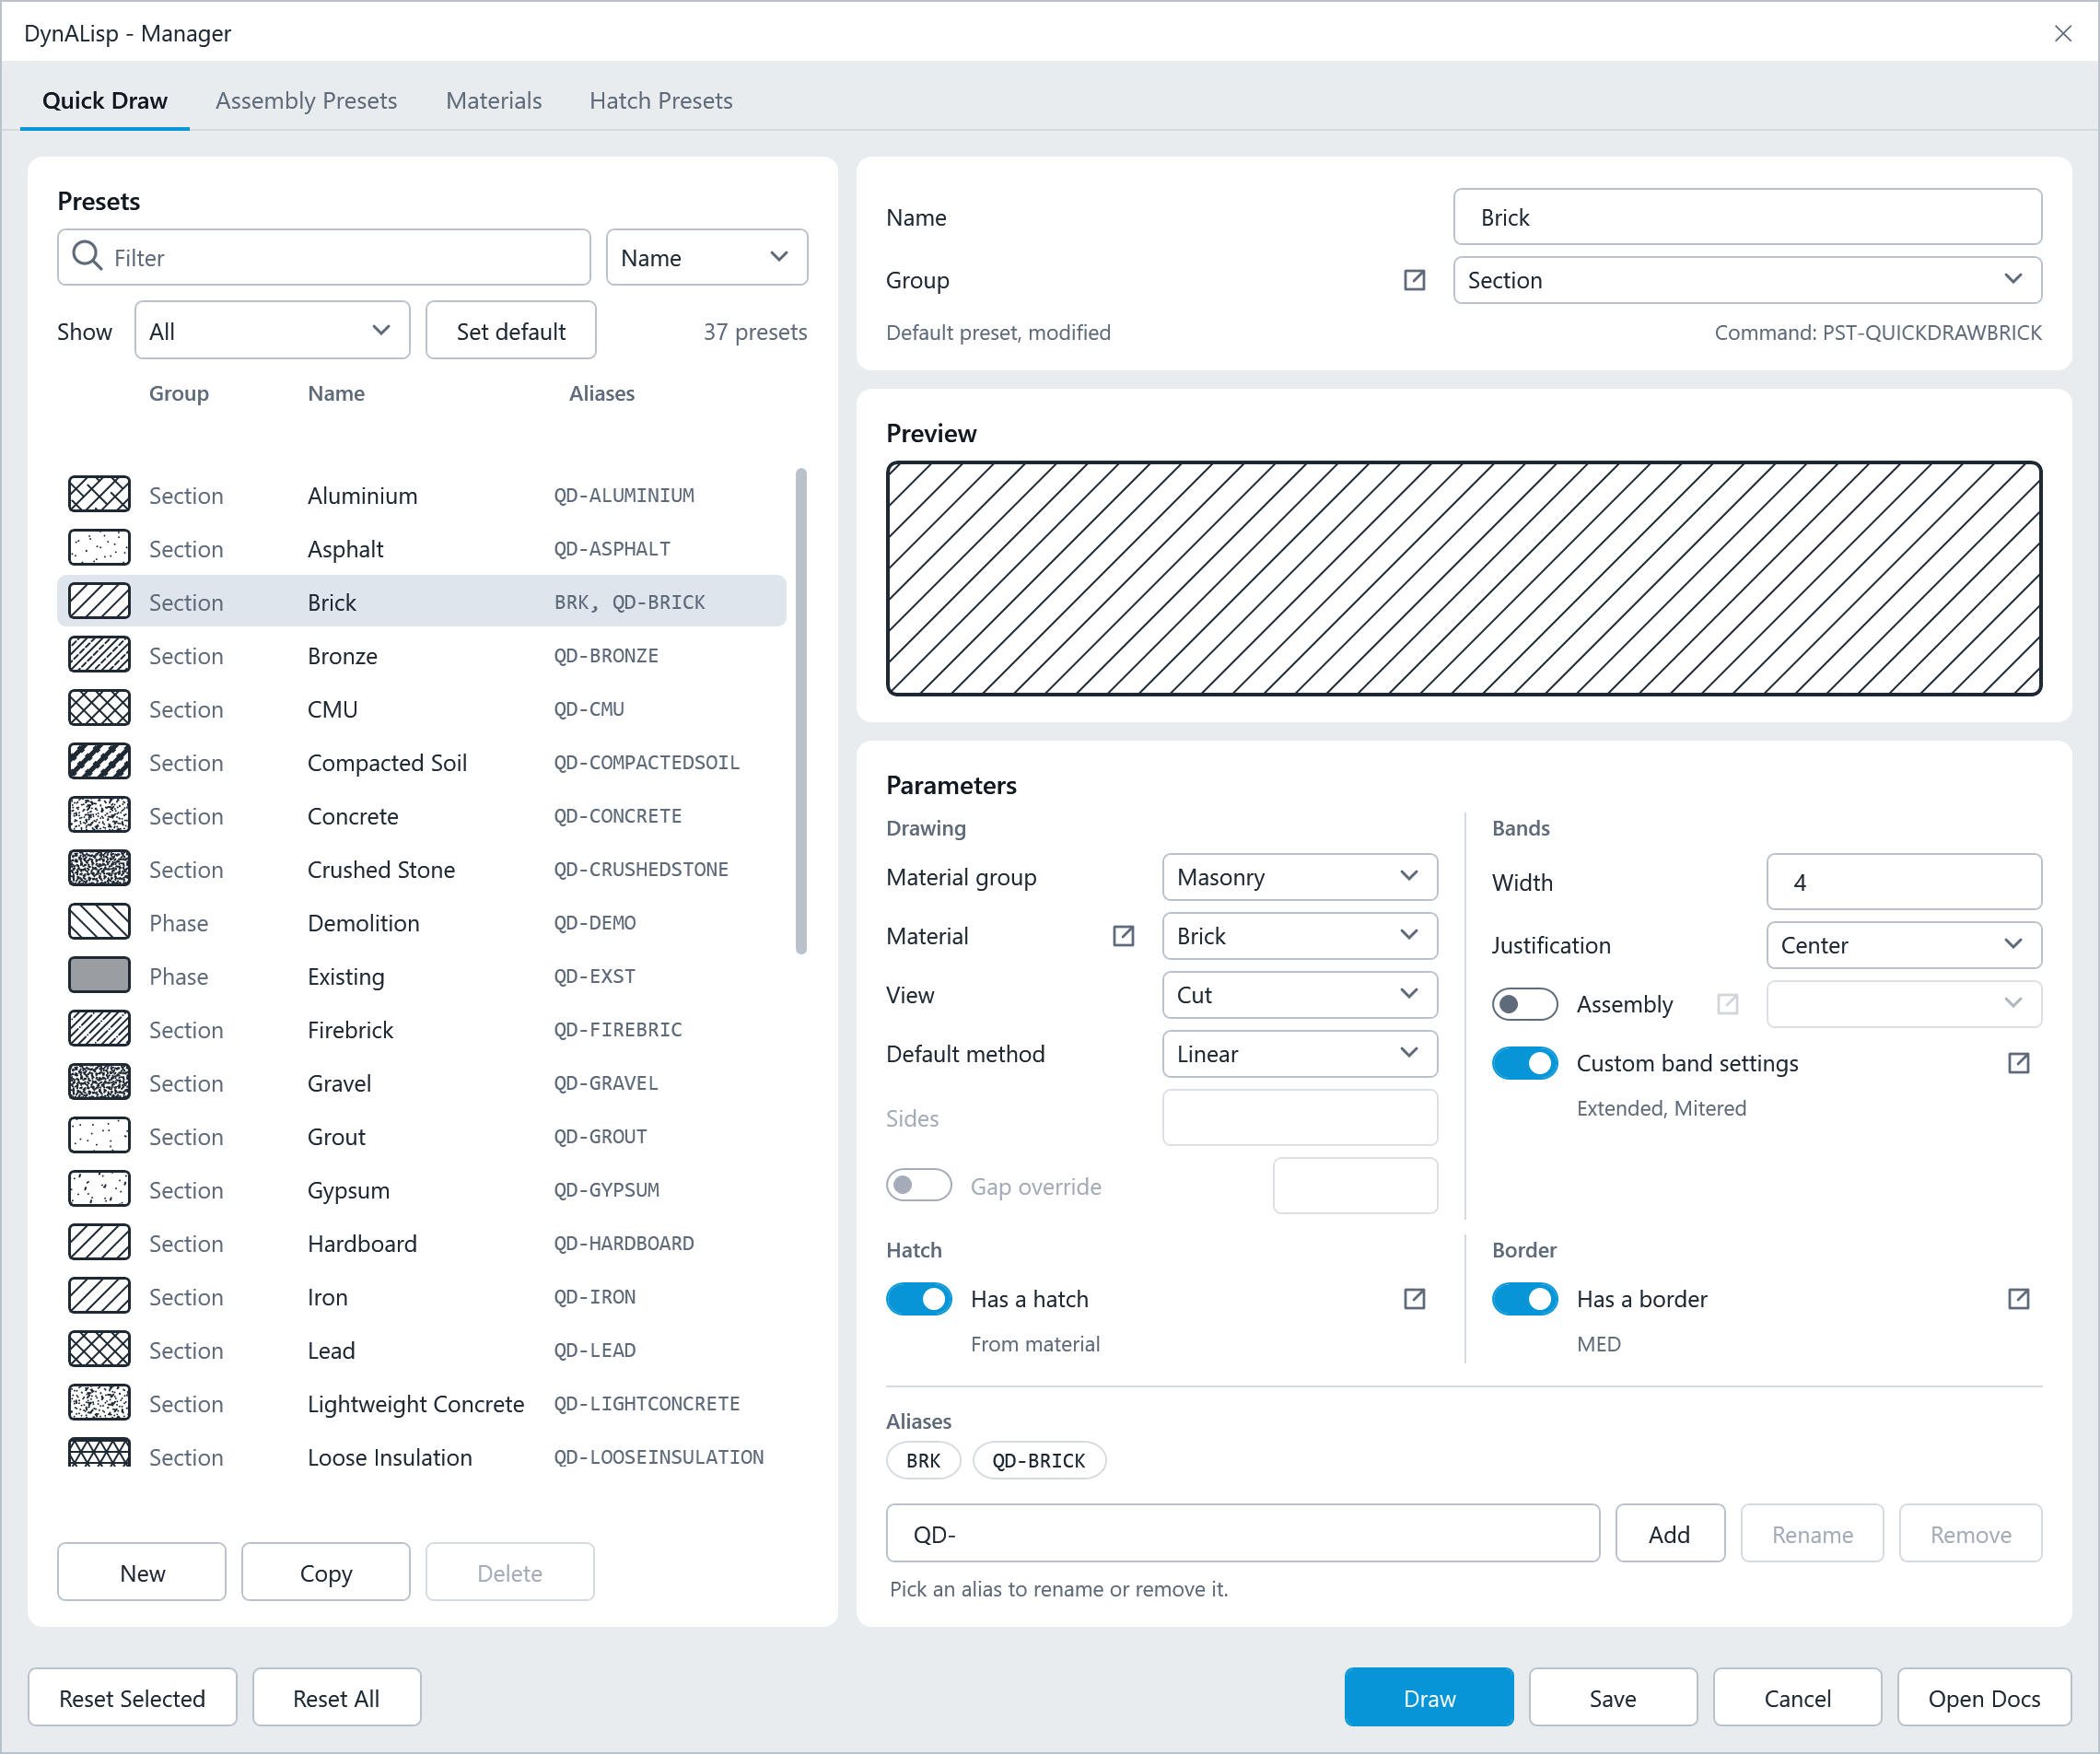 DynALisp - Manager
Quick Draw
Assembly Presets
Materials
Hatch Presets
Presets
Filter
Name
Show
All
Set default
37 presets
Group Name Aliases
Section Aluminium QD-ALUMINIUM
Section Asphalt QD-ASPHALT
Section Brick BRK, QD-BRICK
Section Bronze QD-BRONZE
Section CMU QD-CMU
Section Compacted Soil QD-COMPACTEDSOIL
Section Concrete QD-CONCRETE
Section Crushed Stone QD-CRUSHEDSTONE
Phase Demolition QD-DEMO
Phase Existing QD-EXST
Section Firebrick QD-FIREBRIC
Section Gravel QD-GRAVEL
Section Grout QD-GROUT
Section Gypsum QD-GYPSUM
Section Hardboard QD-HARDBOARD
Section Iron QD-IRON
Section Lead QD-LEAD
Section Lightweight Concrete QD-LIGHTCONCRETE
Section Loose Insulation QD-LOOSEINSULATION
New
Copy
Delete
Name
Brick
Group
Section
Default preset, modified
Command: PST-QUICKDRAWBRICK
Preview
Parameters
Drawing
Material group
Masonry
Material
Brick
View
Cut
Default method
Linear
Sides
Gap override
Bands
Width
4
Justification
Center
Assembly
Custom band settings
Extended, Mitered
Hatch
Has a hatch
From material
Border
Has a border
MED
Aliases
BRK
QD-BRICK
QD-
Add
Rename
Remove
Pick an alias to rename or remove it.
Reset Selected
Reset All
Draw
Save
Cancel
Open Docs